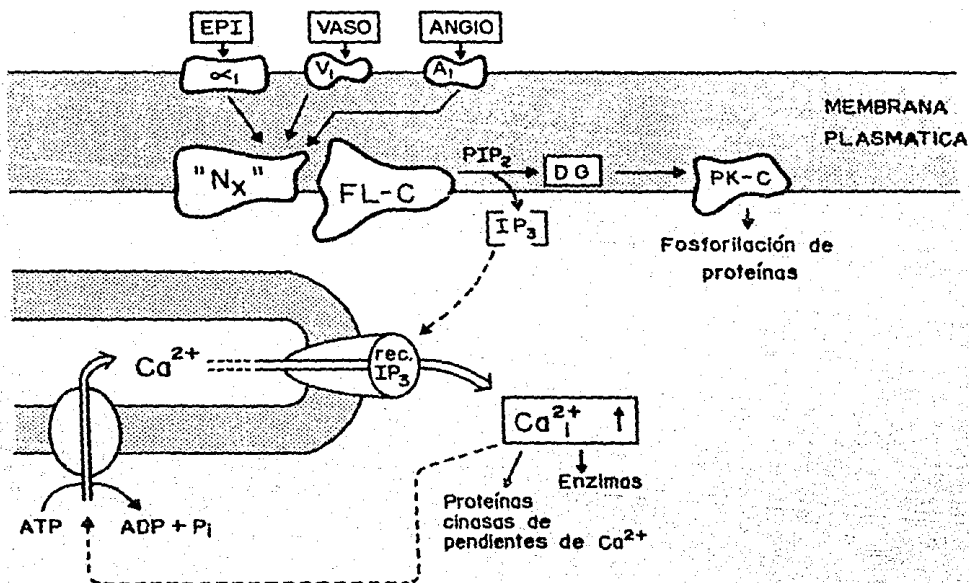 EPI VASO ANGIO
α₁ V₁ A₁
MEMBRANA
PLASMATICA
"Nx" FL-C PIP₂ DG PK-C
[IP₃]
Fosforilación de
proteínas
Ca²⁺ rec.
IP₃
Ca²⁺i ↑
Enzimas
Proteínas
cinasas de
pendientes de Ca²⁺
ATP ADP + Pi